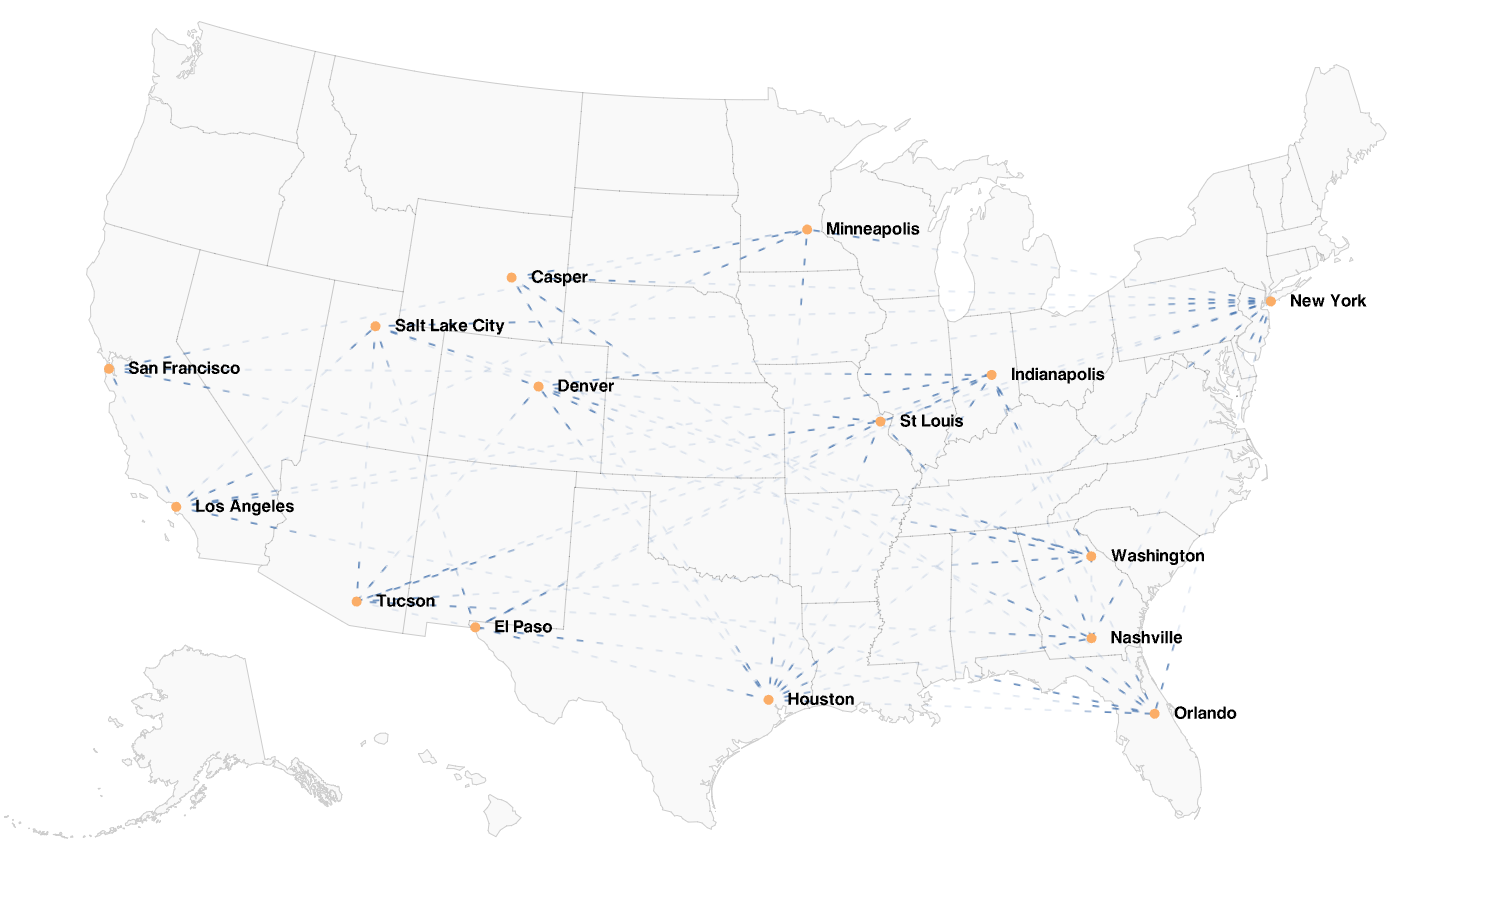 Minneapolis
Casper
New York
Salt Lake City
San Francisco
Indianapolis
Denver
St Louis
Los Angeles
Washington
Tucson
El Paso
Nashville
Houston
Orlando